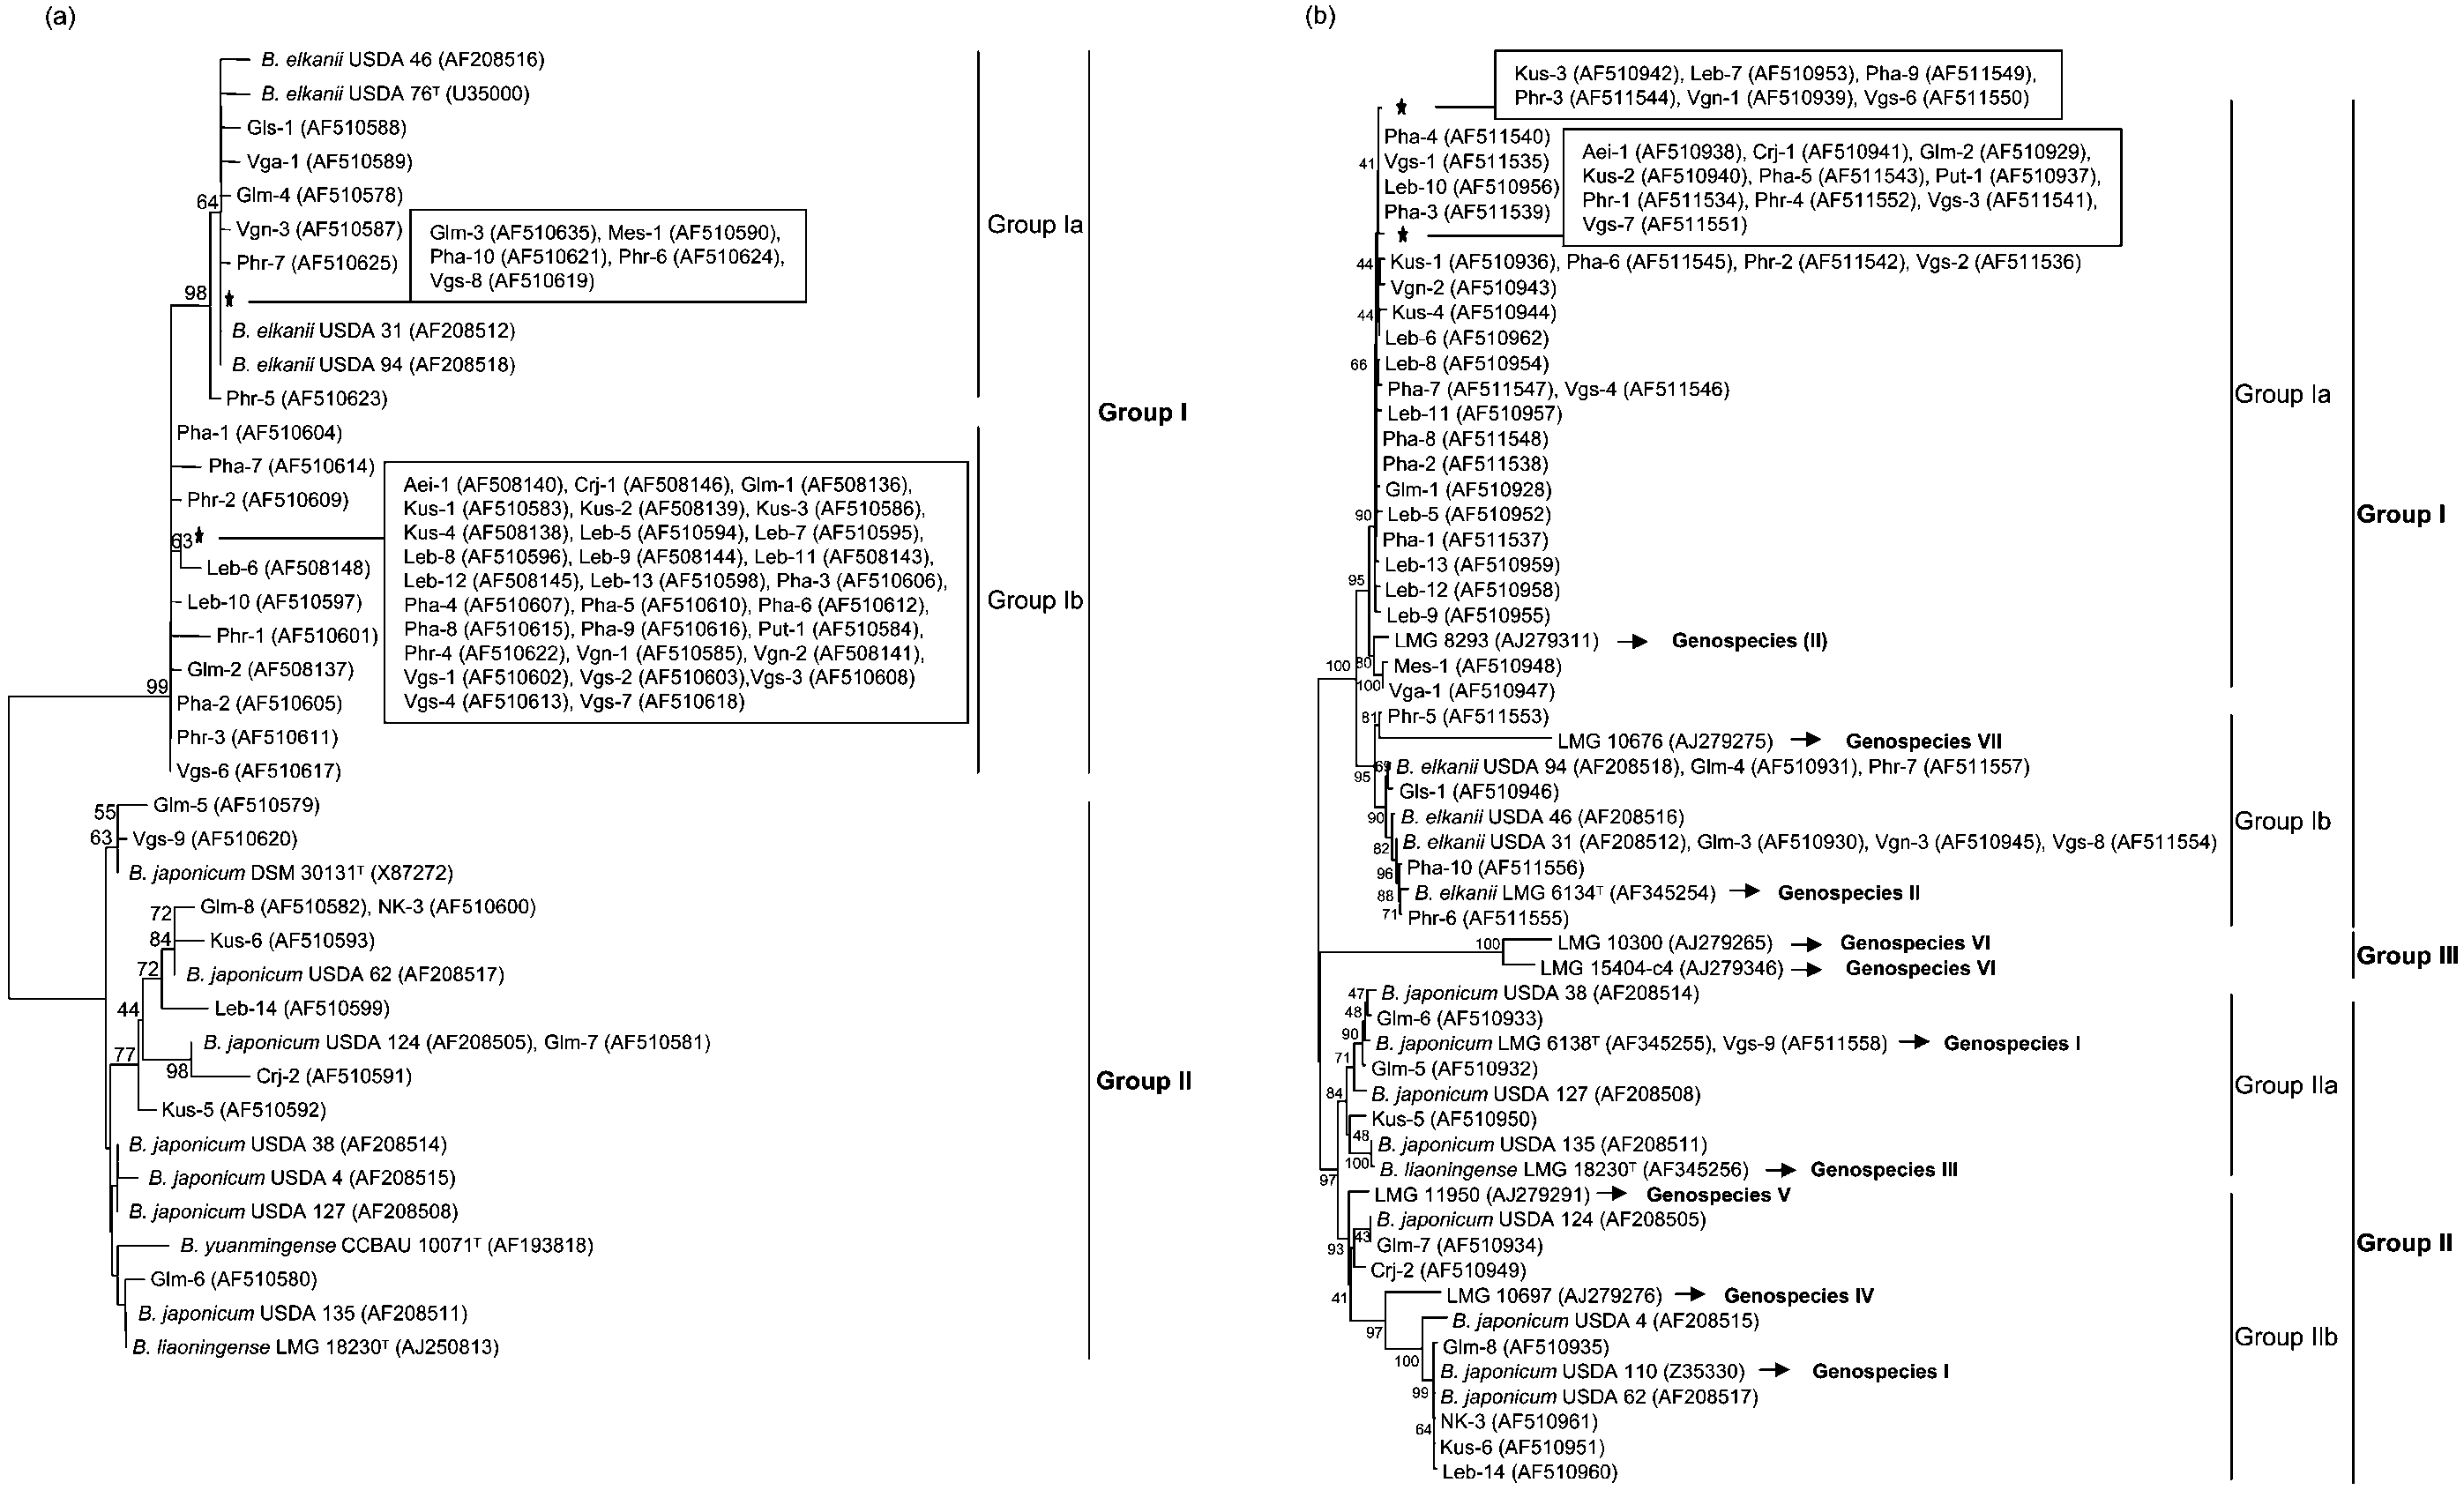 (a)
B. elkanii USDA 46 (AF208516)
B. elkanii USDA 76ᵀ (U35000)
Gls-1 (AF510588)
Vga-1 (AF510589)
Glm-4 (AF510578)
64
Vgn-3 (AF510587)
Phr-7 (AF510625)
Glm-3 (AF510635), Mes-1 (AF510590),
Pha-10 (AF510621), Phr-6 (AF510624),
Vgs-8 (AF510619)
98
B. elkanii USDA 31 (AF208512)
B. elkanii USDA 94 (AF208518)
Phr-5 (AF510623)
Group Ia
Pha-1 (AF510604)
Pha-7 (AF510614)
Phr-2 (AF510609)
63
Aei-1 (AF508140), Crj-1 (AF508146), Glm-1 (AF508136),
Kus-1 (AF510583), Kus-2 (AF508139), Kus-3 (AF510586),
Kus-4 (AF508138), Leb-5 (AF510594), Leb-7 (AF510595),
Leb-8 (AF510596), Leb-9 (AF508144), Leb-11 (AF508143),
Leb-12 (AF508145), Leb-13 (AF510598), Pha-3 (AF510606),
Pha-4 (AF510607), Pha-5 (AF510610), Pha-6 (AF510612),
Pha-8 (AF510615), Pha-9 (AF510616), Put-1 (AF510584),
Phr-4 (AF510622), Vgn-1 (AF510585), Vgn-2 (AF508141),
Vgs-1 (AF510602), Vgs-2 (AF510603),Vgs-3 (AF510608)
Vgs-4 (AF510613), Vgs-7 (AF510618)
Leb-6 (AF508148)
Leb-10 (AF510597)
Phr-1 (AF510601)
Glm-2 (AF508137)
99
Pha-2 (AF510605)
Phr-3 (AF510611)
Vgs-6 (AF510617)
Group Ib
Group I
Glm-5 (AF510579)
55
63
Vgs-9 (AF510620)
B. japonicum DSM 30131ᵀ (X87272)
72
Glm-8 (AF510582), NK-3 (AF510600)
84
Kus-6 (AF510593)
72
B. japonicum USDA 62 (AF208517)
44
Leb-14 (AF510599)
B. japonicum USDA 124 (AF208505), Glm-7 (AF510581)
77
98
Crj-2 (AF510591)
Kus-5 (AF510592)
B. japonicum USDA 38 (AF208514)
B. japonicum USDA 4 (AF208515)
B. japonicum USDA 127 (AF208508)
B. yuanmingense CCBAU 10071ᵀ (AF193818)
Glm-6 (AF510580)
B. japonicum USDA 135 (AF208511)
B. liaoningense LMG 18230ᵀ (AJ250813)
Group II
(b)
Kus-3 (AF510942), Leb-7 (AF510953), Pha-9 (AF511549),
Phr-3 (AF511544), Vgn-1 (AF510939), Vgs-6 (AF511550)
Pha-4 (AF511540)
41
Vgs-1 (AF511535)
Leb-10 (AF510956)
Pha-3 (AF511539)
Aei-1 (AF510938), Crj-1 (AF510941), Glm-2 (AF510929),
Kus-2 (AF510940), Pha-5 (AF511543), Put-1 (AF510937),
Phr-1 (AF511534), Phr-4 (AF511552), Vgs-3 (AF511541),
Vgs-7 (AF511551)
44
Kus-1 (AF510936), Pha-6 (AF511545), Phr-2 (AF511542), Vgs-2 (AF511536)
Vgn-2 (AF510943)
44
Kus-4 (AF510944)
Leb-6 (AF510962)
66
Leb-8 (AF510954)
Pha-7 (AF511547), Vgs-4 (AF511546)
Leb-11 (AF510957)
Pha-8 (AF511548)
Pha-2 (AF511538)
Glm-1 (AF510928)
90
Leb-5 (AF510952)
Pha-1 (AF511537)
Leb-13 (AF510959)
95
Leb-12 (AF510958)
Leb-9 (AF510955)
LMG 8293 (AJ279311) Genospecies (II)
100
80
Mes-1 (AF510948)
100
Vga-1 (AF510947)
Group Ia
81
Phr-5 (AF511553)
LMG 10676 (AJ279275) Genospecies VII
95
69
B. elkanii USDA 94 (AF208518), Glm-4 (AF510931), Phr-7 (AF511557)
Gls-1 (AF510946)
90
B. elkanii USDA 46 (AF208516)
82
B. elkanii USDA 31 (AF208512), Glm-3 (AF510930), Vgn-3 (AF510945), Vgs-8 (AF511554)
96
Pha-10 (AF511556)
88
B. elkanii LMG 6134ᵀ (AF345254) Genospecies II
71
Phr-6 (AF511555)
Group Ib
Group I
100
LMG 10300 (AJ279265) Genospecies VI
LMG 15404-c4 (AJ279346) Genospecies VI
Group III
47
B. japonicum USDA 38 (AF208514)
48
Glm-6 (AF510933)
90
B. japonicum LMG 6138ᵀ (AF345255), Vgs-9 (AF511558) Genospecies I
71
Glm-5 (AF510932)
84
B. japonicum USDA 127 (AF208508)
Kus-5 (AF510950)
48
B. japonicum USDA 135 (AF208511)
100
B. liaoningense LMG 18230ᵀ (AF345256) Genospecies III
97
Group IIa
LMG 11950 (AJ279291) Genospecies V
B. japonicum USDA 124 (AF208505)
43
93
Glm-7 (AF510934)
Crj-2 (AF510949)
41
LMG 10697 (AJ279276) Genospecies IV
97
B. japonicum USDA 4 (AF208515)
100
Glm-8 (AF510935)
B. japonicum USDA 110 (Z35330) Genospecies I
99
B. japonicum USDA 62 (AF208517)
64
NK-3 (AF510961)
Kus-6 (AF510951)
Leb-14 (AF510960)
Group IIb
Group II